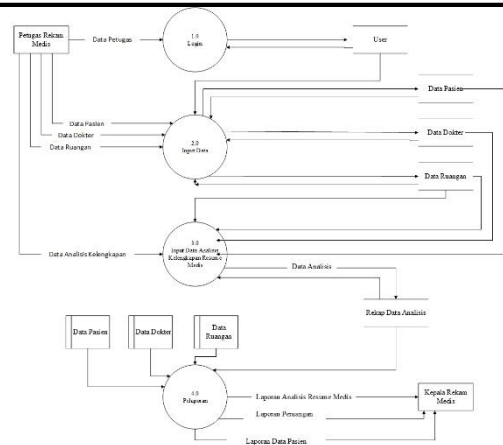 Petugas Rekam
Medis
Data Petugas
1.0
Login
User
Data Pasien
Data Pasien
Data Dokter
Data Ruangan
2.0
Input Data
Data Dokter
Data Ruangan
Data Analisis Kelengkapan
3.0
Input Data Analisis
Kelengkapan Resume
Medis
Data Analisis
Rekap Data Analisis
Data Pasien
Data Dokter
Data
Ruangan
4.0
Pelaporan
Laporan Analisis Resume Medis
Laporan Perruangan
Laporan Data Pasien
Kepala Rekam
Medis